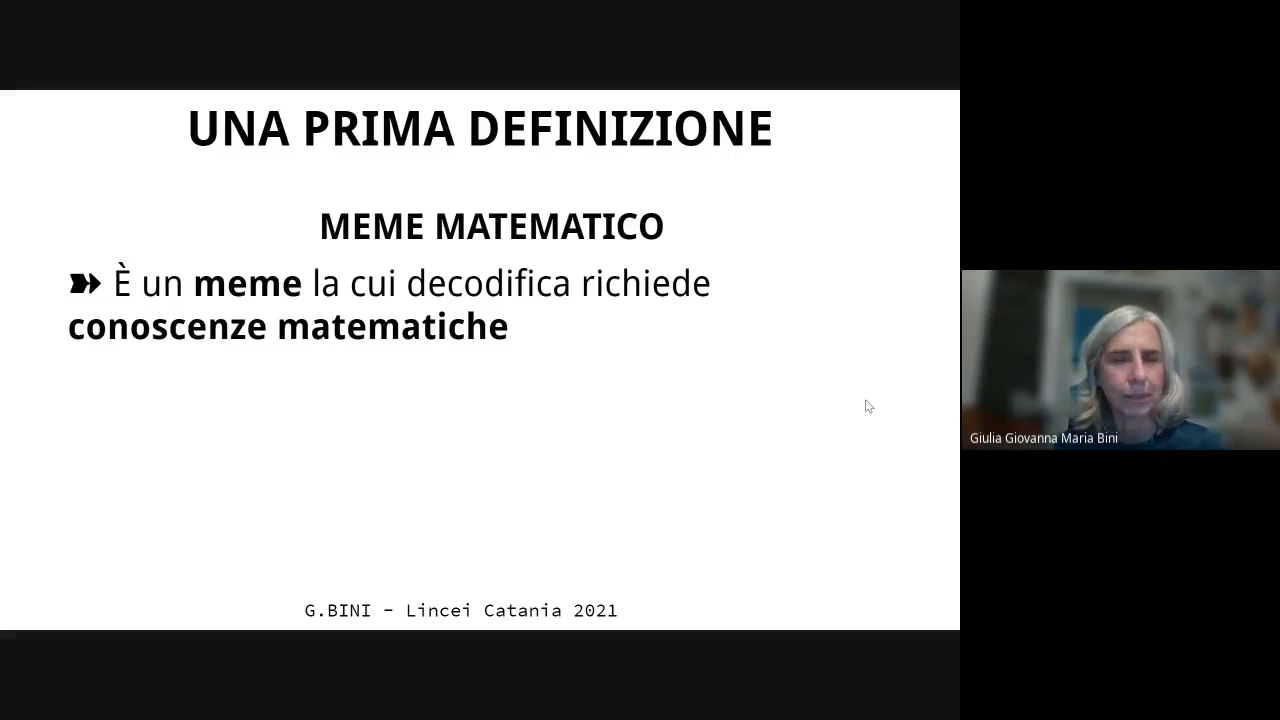 UNA PRIMA DEFINIZIONE
MEME MATEMATICO
➽ È un meme la cui decodifica richiede
conoscenze matematiche
G.BINI – Lincei Catania 2021
Giulia Giovanna Maria Bini